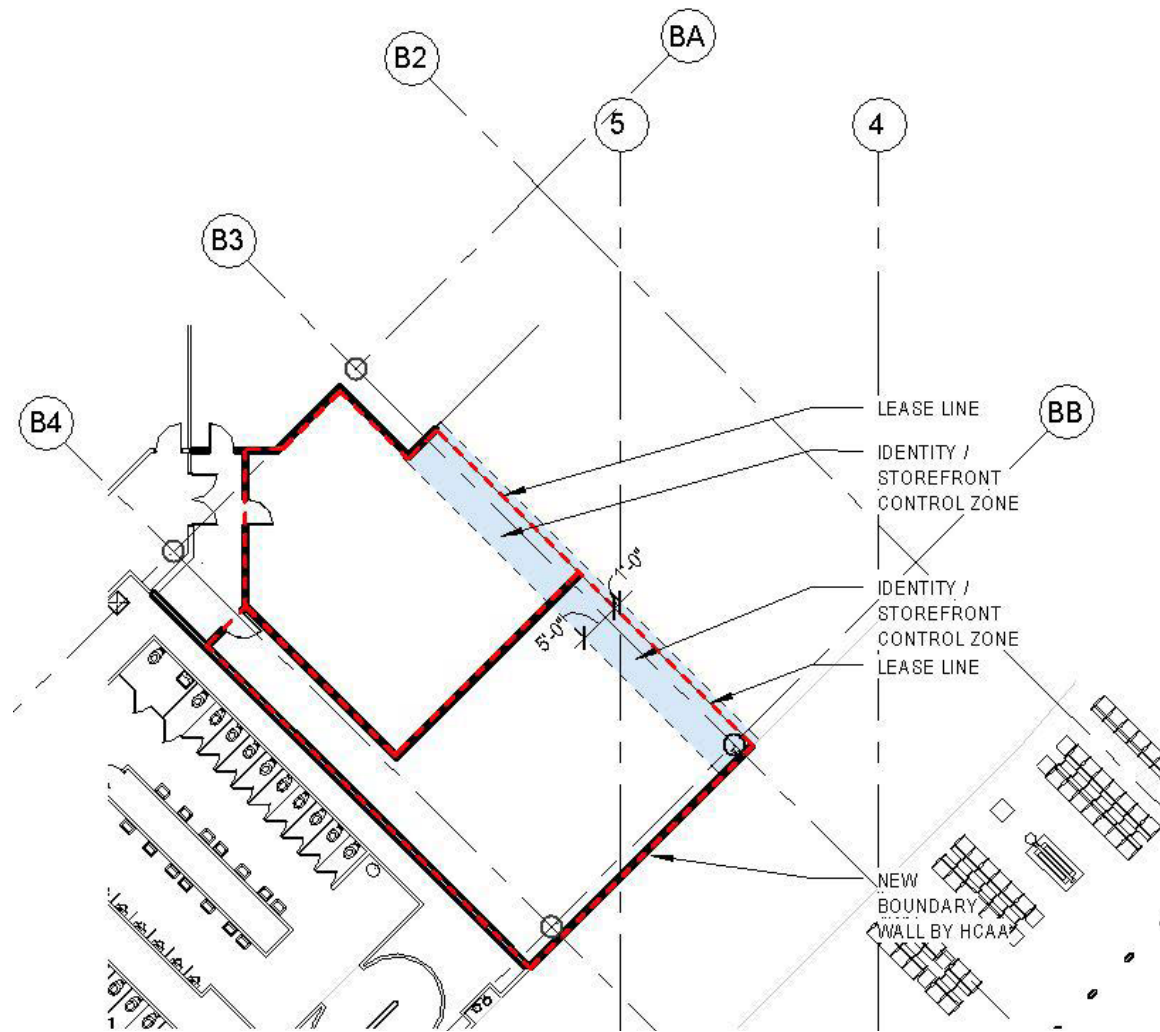 BA
B2
5
4
B3
LEASE LINE
BB
B4
IDENTITY /
STOREFRONT
CONTROL ZONE
1'-0"
IDENTITY /
STOREFRONT
CONTROL ZONE
5'-0"
LEASE LINE
NEW
BOUNDARY
WALL BY HCAA
1